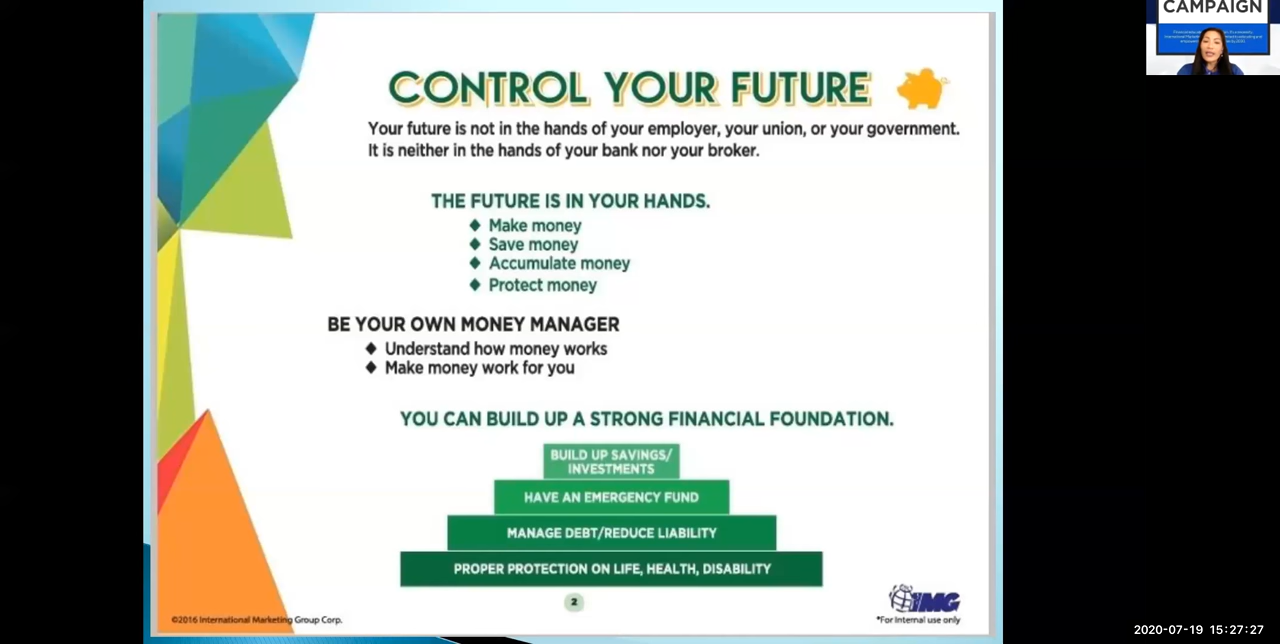 CAMPAIGN
CONTROL YOUR FUTURE
Your future is not in the hands of your employer, your union, or your government.
It is neither in the hands of your bank nor your broker.
THE FUTURE IS IN YOUR HANDS.
◆ Make money
◆ Save money
◆ Accumulate money
◆ Protect money
BE YOUR OWN MONEY MANAGER
◆ Understand how money works
◆ Make money work for you
YOU CAN BUILD UP A STRONG FINANCIAL FOUNDATION.
BUILD UP SAVINGS/
INVESTMENTS
HAVE AN EMERGENCY FUND
MANAGE DEBT/REDUCE LIABILITY
PROPER PROTECTION ON LIFE, HEALTH, DISABILITY
2
IMG
©2016 International Marketing Group Corp.
*For Internal use only
2020-07-19 15:27:27